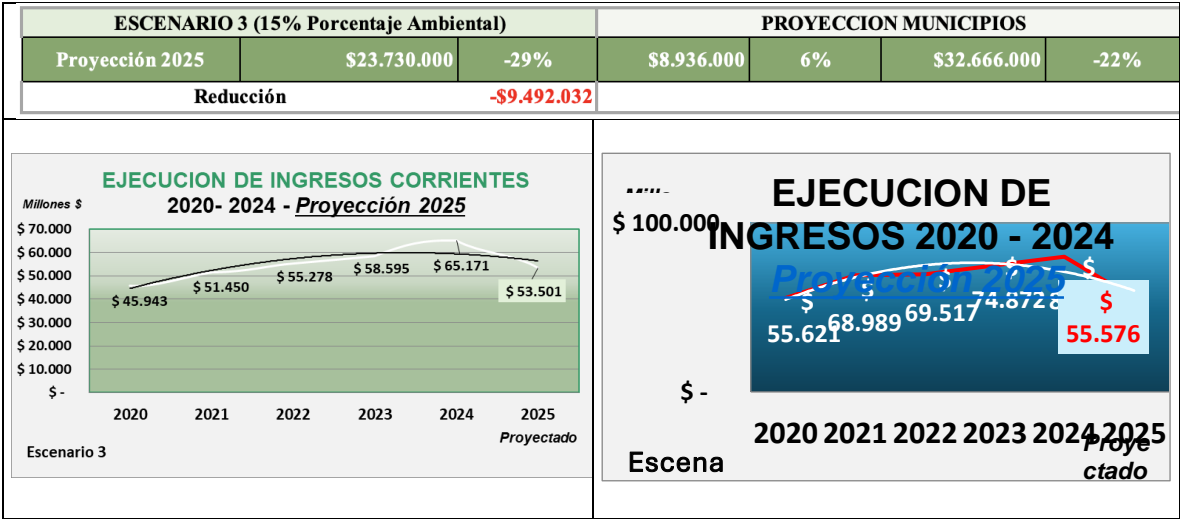 ESCENARIO 3 (15% Porcentaje Ambiental) PROYECCION MUNICIPIOS
Proyección 2025 $23.730.000 -29% $8.936.000 6% $32.666.000 -22%
Reducción -$9.492.032
EJECUCION DE INGRESOS CORRIENTES
2020- 2024 - Proyección 2025
Millones $
$ 70.000
$ 60.000
$ 50.000
$ 40.000
$ 30.000
$ 20.000
$ 10.000
$ -
$ 45.943
$ 51.450
$ 55.278
$ 58.595
$ 65.171
$ 53.501
2020 2021 2022 2023 2024 2025
Proyectado
Escenario 3
EJECUCION DE
INGRESOS 2020 - 2024
Proyección 2025
$ 100.000
$ -
$
55.621
$
68.989
$
69.517
$
74.872
$
$
55.576
2020 2021 2022 2023 2024 2025
Proye
ctado
Escena